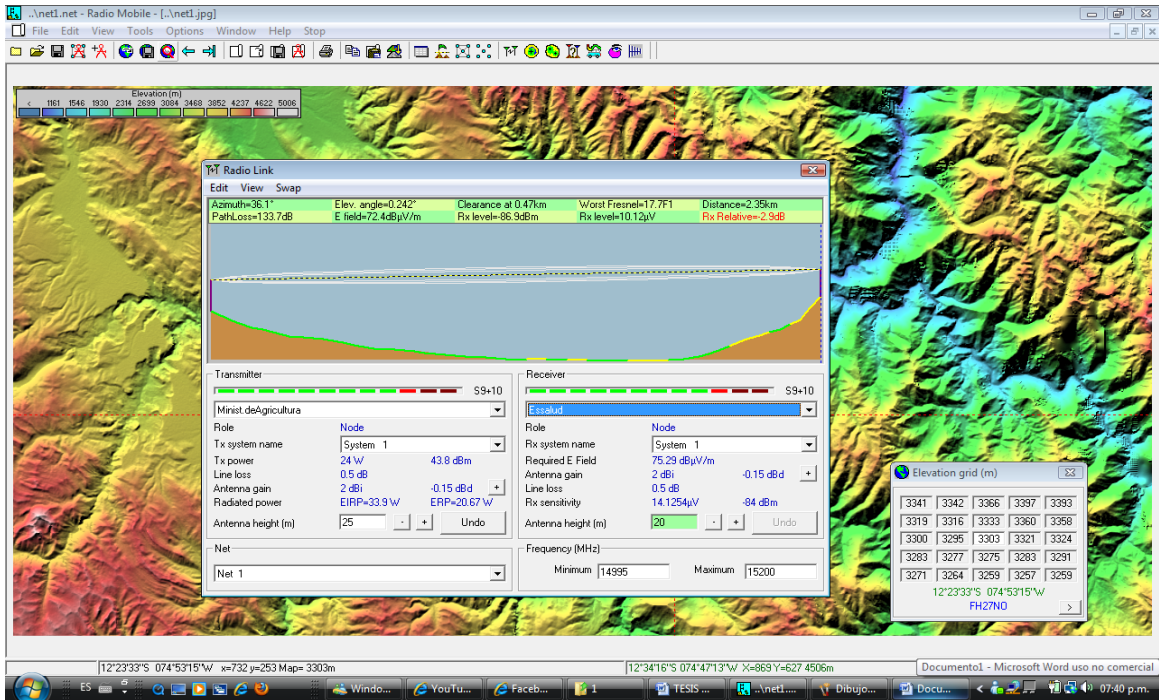 ..\net1.net - Radio Mobile - [..\net1.jpg]
File Edit View Tools Options Window Help Stop
Elevation (m)
< 1161 1546 1930 2314 2699 3084 3468 3852 4237 4622 5006
Radio Link
Edit View Swap
Azimuth=36.1° Elev. angle=0.242° Clearance at 0.47km Worst Fresnel=17.7F1 Distance=2.35km
PathLoss=133.7dB E field=72.4dBµV/m Rx level=-86.9dBm Rx level=10.12µV Rx Relative=-2.9dB
Transmitter
S9+10
Minist.deAgricultura
Role Node
Tx system name System 1
Tx power 24 W 43.8 dBm
Line loss 0.5 dB
Antenna gain 2 dBi -0.15 dBd +
Radiated power EIRP=33.9 W ERP=20.67 W
Antenna height (m) 25 - + Undo
Net
Net 1
Receiver
S9+10
Essalud
Role Node
Rx system name System 1
Required E Field 75.29 dBµV/m
Antenna gain 2 dBi -0.15 dBd +
Line loss 0.5 dB
Rx sensitivity 14.1254µV -84 dBm
Antenna height (m) 20 - + Undo
Frequency (MHz)
Minimum 14995 Maximum 15200
Elevation grid (m)
3341 3342 3366 3397 3393
3319 3316 3333 3360 3358
3300 3295 3303 3321 3324
3283 3277 3275 3283 3291
3271 3264 3259 3257 3259
12°23'33"S 074°53'15"W
FH27NO
>
12°23'33"S 074°53'15"W x=732 y=253 Map= 3303m
12°34'16"S 074°47'13"W X=869 Y=627 4506m
Documento1 - Microsoft Word uso no comercial
ES
Windo...
YouTu...
Faceb...
1
TESIS ...
..\net1....
Dibujo...
Docu...
07:40 p.m.